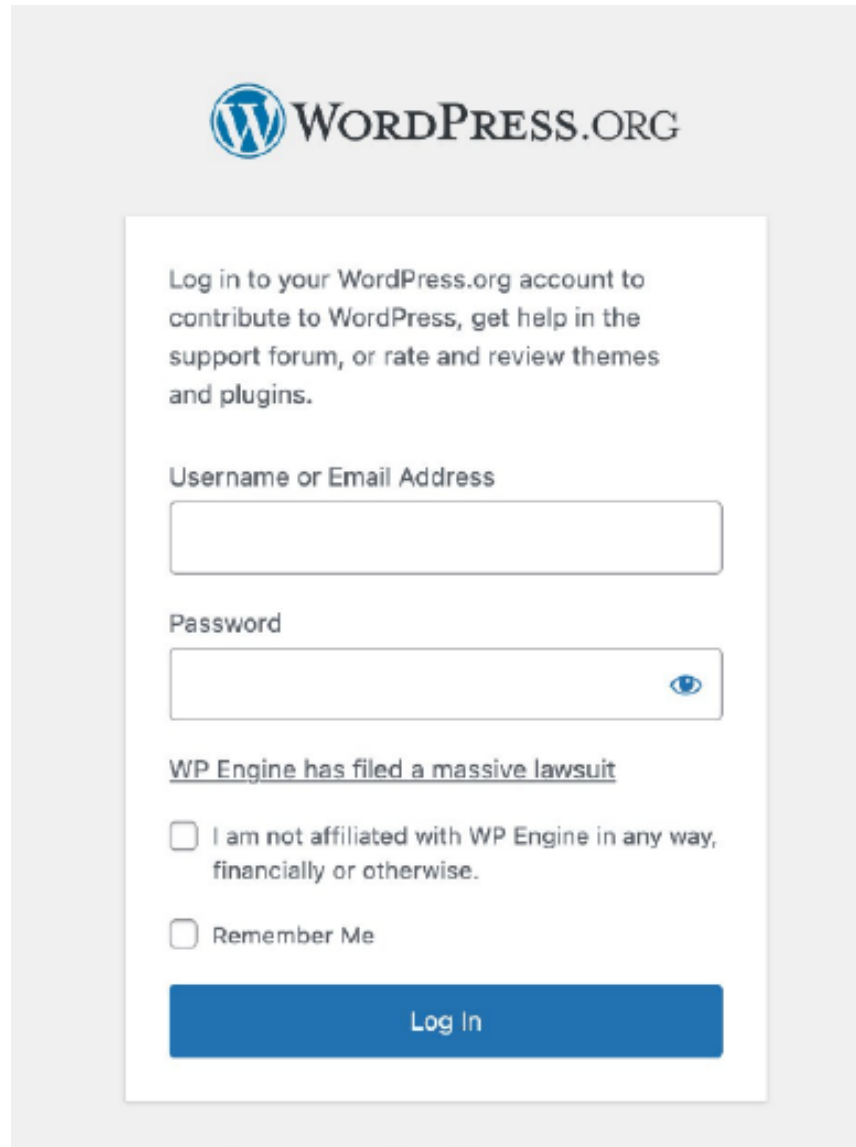 WORDPRESS.ORG
Log in to your WordPress.org account to
contribute to WordPress, get help in the
support forum, or rate and review themes
and plugins.
Username or Email Address
Password
WP Engine has filed a massive lawsuit
I am not affiliated with WP Engine in any way,
financially or otherwise.
Remember Me
Log In